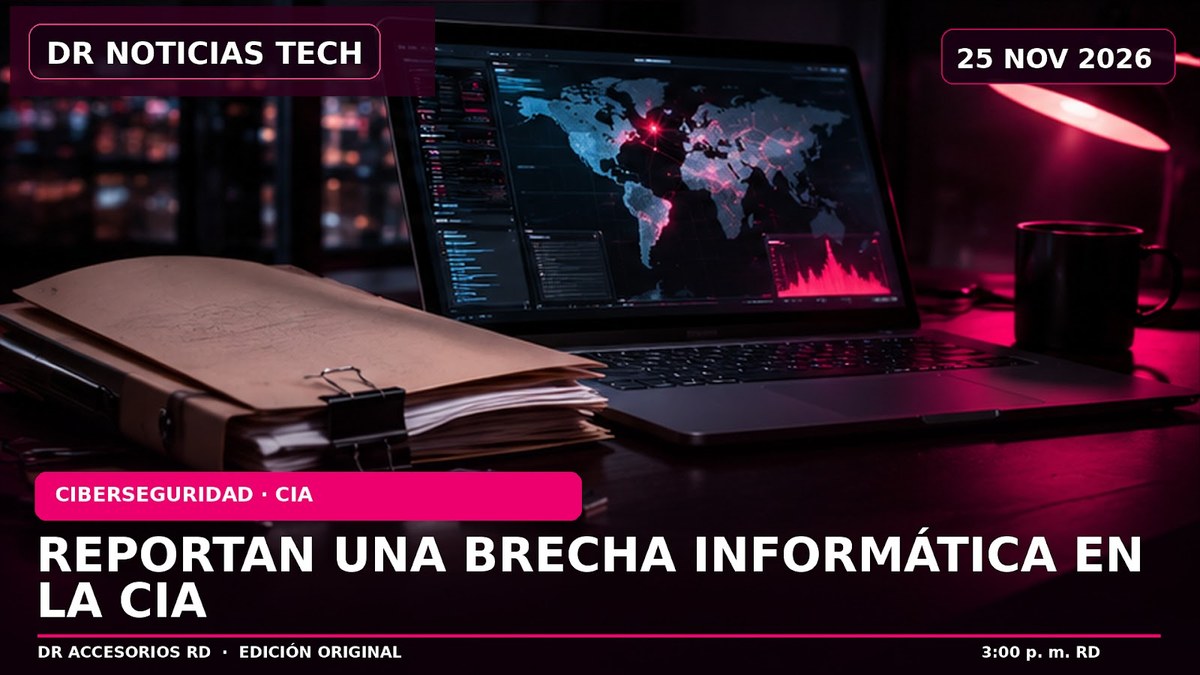 DR NOTICIAS TECH
25 NOV 2026
CIBERSEGURIDAD · CIA
REPORTAN UNA BRECHA INFORMÁTICA EN
LA CIA
DR ACCESORIOS RD · EDICIÓN ORIGINAL
3:00 p. m. RD